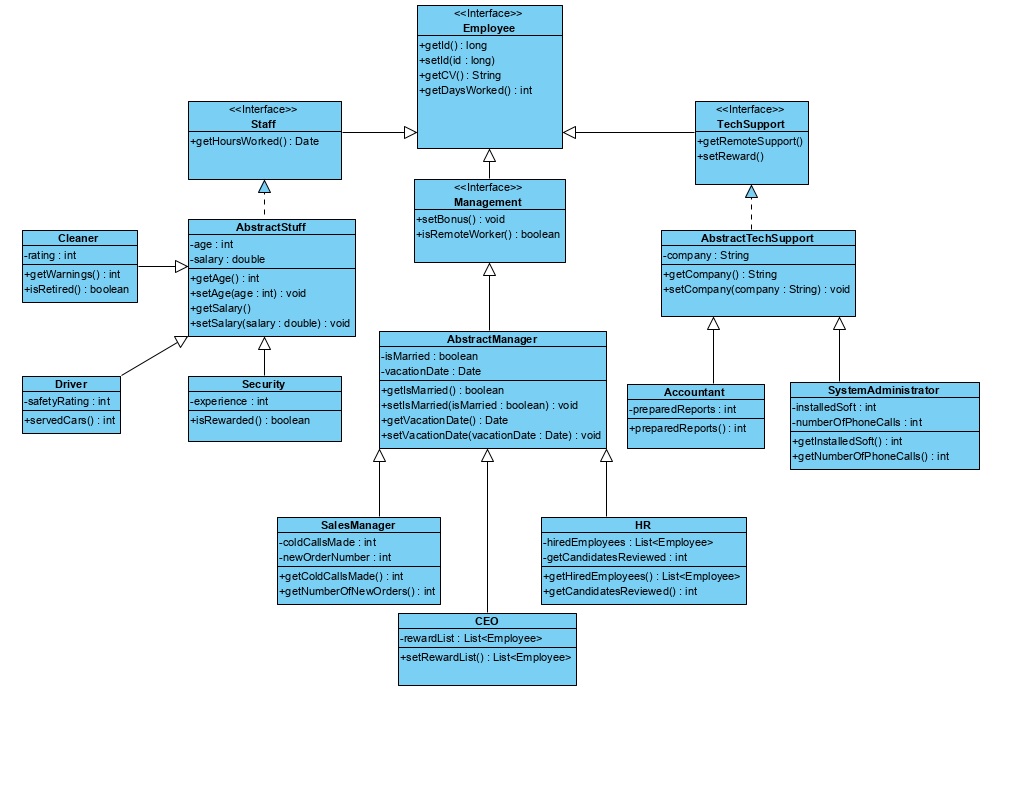 <<Interface>>
Employee
+getId() : long
+setId(id : long)
+getCV() : String
+getDaysWorked() : int
<<Interface>>
Staff
+getHoursWorked() : Date
<<Interface>>
TechSupport
+getRemoteSupport()
+setReward()
<<Interface>>
Management
+setBonus() : void
+isRemoteWorker() : boolean
Cleaner
-rating : int
+getWarnings() : int
+isRetired() : boolean
AbstractStuff
-age : int
-salary : double
+getAge() : int
+setAge(age : int) : void
+getSalary()
+setSalary(salary : double) : void
AbstractTechSupport
-company : String
+getCompany() : String
+setCompany(company : String) : void
AbstractManager
-isMarried : boolean
-vacationDate : Date
+getIsMarried() : boolean
+setIsMarried(isMarried : boolean) : void
+getVacationDate() : Date
+setVacationDate(vacationDate : Date) : void
Driver
-safetyRating : int
+servedCars() : int
Security
-experience : int
+isRewarded() : boolean
Accountant
-preparedReports : int
+preparedReports() : int
SystemAdministrator
-installedSoft : int
-numberOfPhoneCalls : int
+getInstalledSoft() : int
+getNumberOfPhoneCalls() : int
SalesManager
-coldCallsMade : int
-newOrderNumber : int
+getColdCallsMade() : int
+getNumberOfNewOrders() : int
HR
-hiredEmployees : List<Employee>
-getCandidatesReviewed : int
+getHiredEmployees() : List<Employee>
+getCandidatesReviewed() : int
CEO
-rewardList : List<Employee>
+setRewardList() : List<Employee>